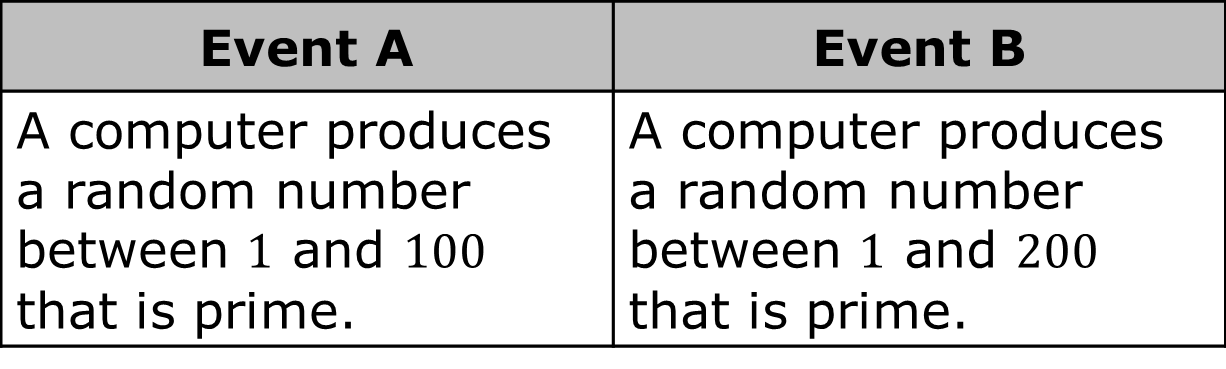 Event A
Event B
A computer produces
a random number
between 1 and 100
that is prime.
A computer produces
a random number
between 1 and 200
that is prime.